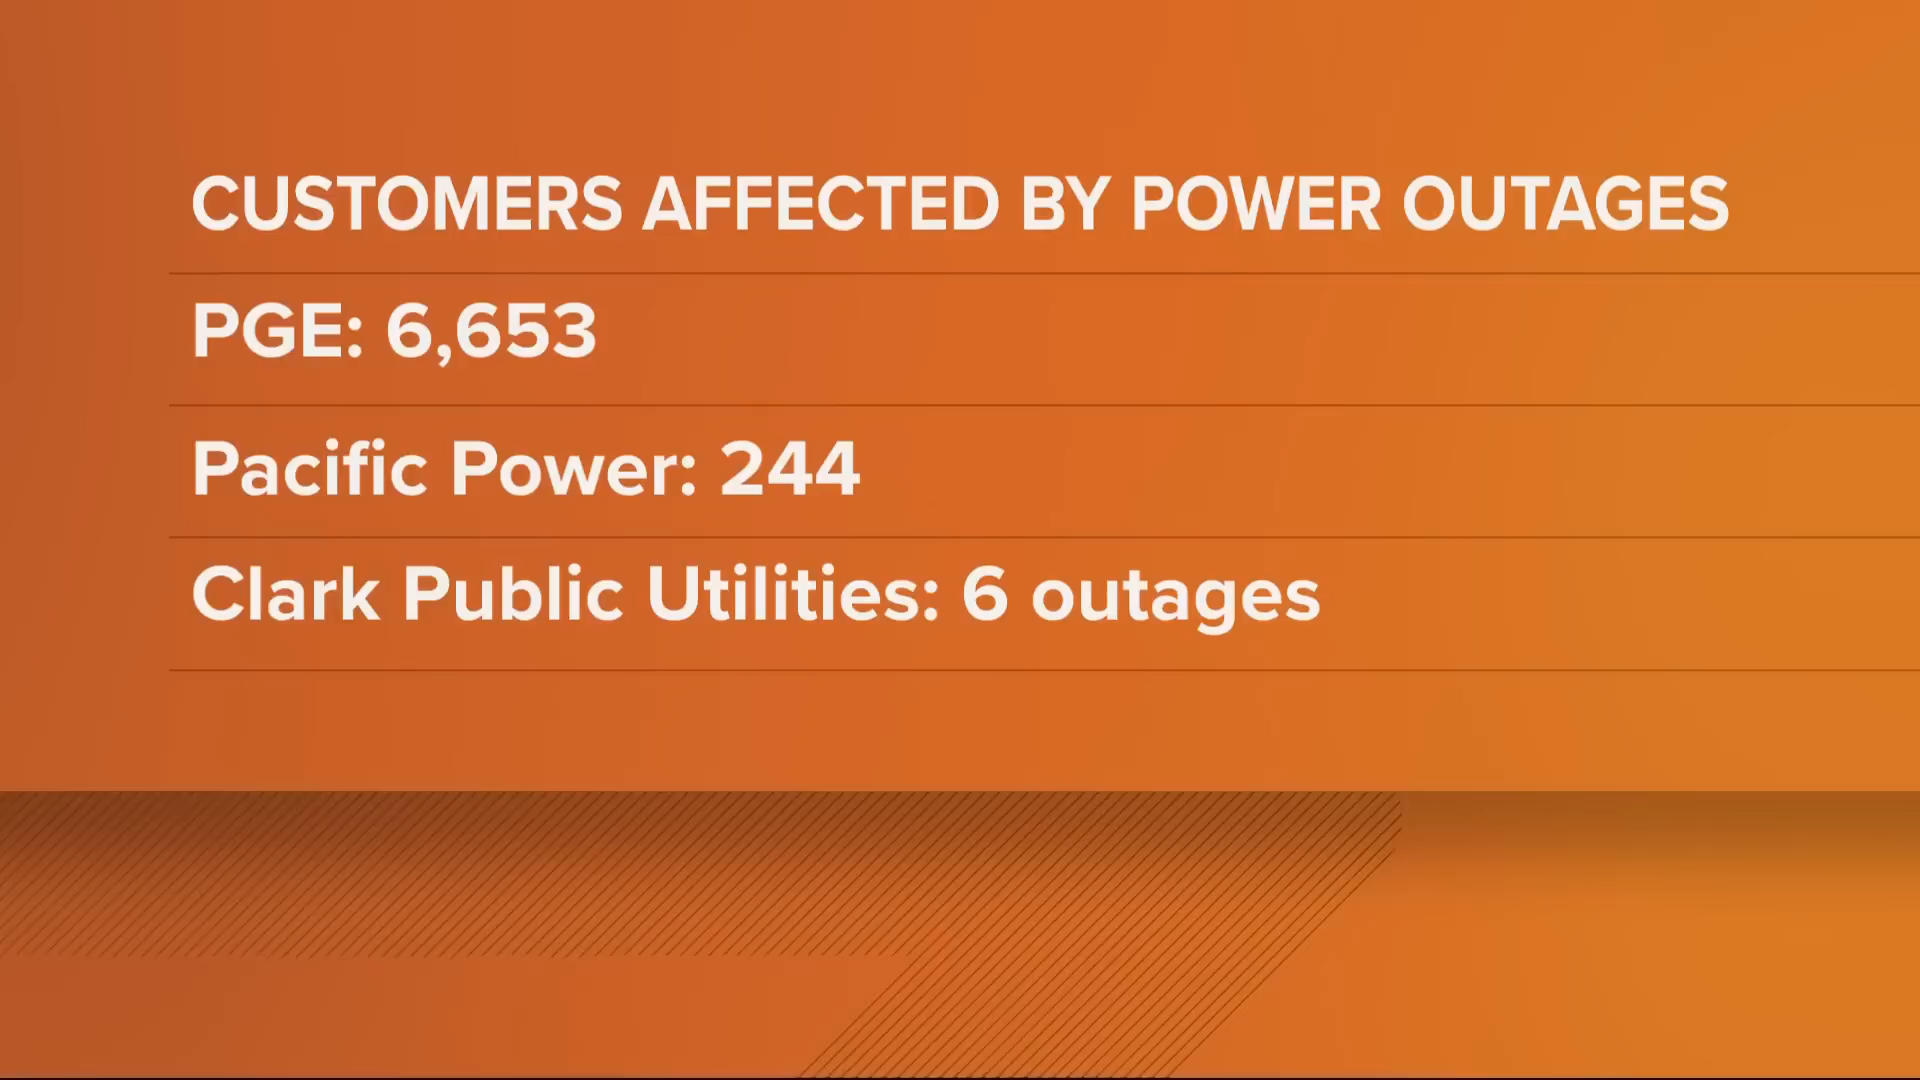 CUSTOMERS AFFECTED BY POWER OUTAGES
PGE: 6,653
Pacific Power: 244
Clark Public Utilities: 6 outages